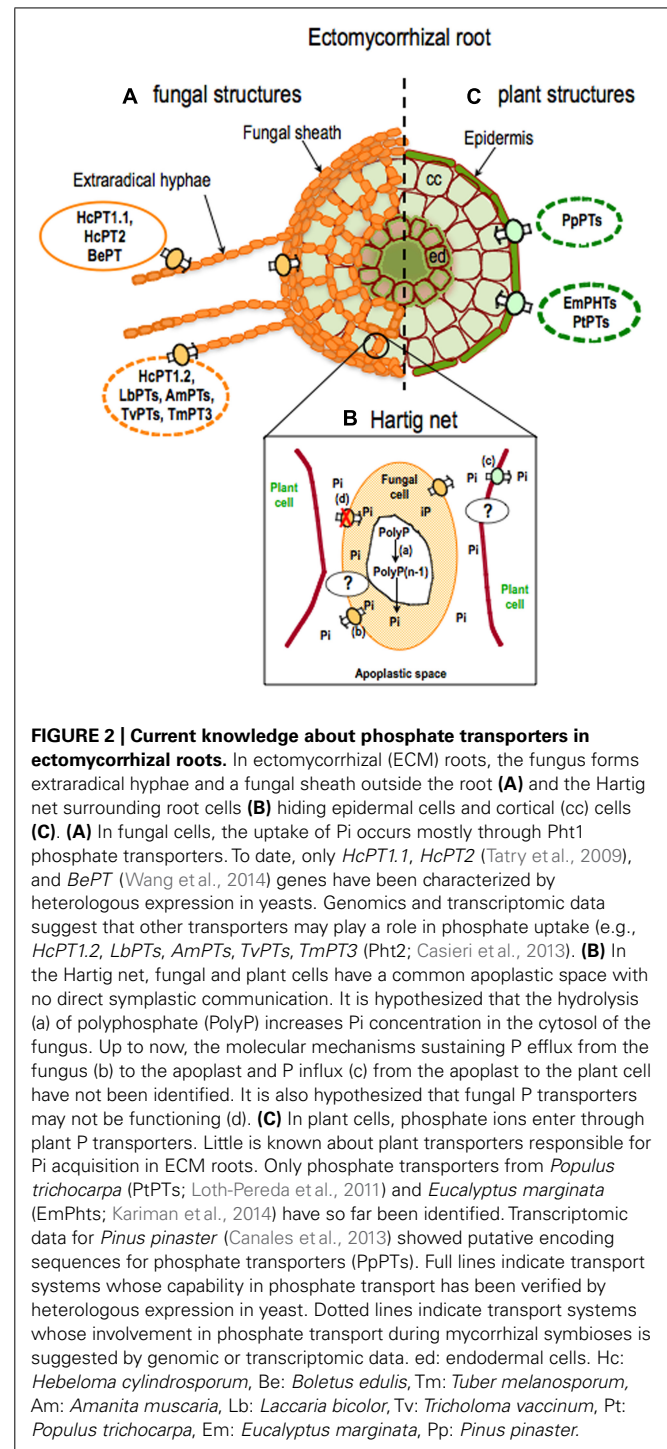 Ectomycorrhizal root
A fungal structures
C plant structures
Fungal sheath
Epidermis
Extraradical hyphae
cc
ed
HcPT1.1,
HcPT2
BePT
PpPTs
EmPHTs
PtPTs
HcPT1.2,
LbPTs, AmPTs,
TvPTs, TmPT3
B Hartig net
Plant
cell
Pi
(d)
Pi
Fungal
cell
iP
PolyP
(a)
PolyP(n-1)
Pi
Pi
?
Pi
(b)
Pi
(c)
Pi
Pi
?
Pi
Plant
cell
Pi
Apoplastic space
FIGURE 2 | Current knowledge about phosphate transporters in
ectomycorrhizal roots. In ectomycorrhizal (ECM) roots, the fungus forms
extraradical hyphae and a fungal sheath outside the root (A) and the Hartig
net surrounding root cells (B) hiding epidermal cells and cortical (cc) cells
(C). (A) In fungal cells, the uptake of Pi occurs mostly through Pht1
phosphate transporters. To date, only HcPT1.1, HcPT2 (Tatry et al., 2009),
and BePT (Wang et al., 2014) genes have been characterized by
heterologous expression in yeasts. Genomics and transcriptomic data
suggest that other transporters may play a role in phosphate uptake (e.g.,
HcPT1.2, LbPTs, AmPTs, TvPTs, TmPT3 (Pht2; Casieri et al., 2013). (B) In
the Hartig net, fungal and plant cells have a common apoplastic space with
no direct symplastic communication. It is hypothesized that the hydrolysis
(a) of polyphosphate (PolyP) increases Pi concentration in the cytosol of the
fungus. Up to now, the molecular mechanisms sustaining P efflux from the
fungus (b) to the apoplast and P influx (c) from the apoplast to the plant cell
have not been identified. It is also hypothesized that fungal P transporters
may not be functioning (d). (C) In plant cells, phosphate ions enter through
plant P transporters. Little is known about plant transporters responsible for
Pi acquisition in ECM roots. Only phosphate transporters from Populus
trichocarpa (PtPTs; Loth-Pereda et al., 2011) and Eucalyptus marginata
(EmPhts; Kariman et al., 2014) have so far been identified. Transcriptomic
data for Pinus pinaster (Canales et al., 2013) showed putative encoding
sequences for phosphate transporters (PpPTs). Full lines indicate transport
systems whose capability in phosphate transport has been verified by
heterologous expression in yeast. Dotted lines indicate transport systems
whose involvement in phosphate transport during mycorrhizal symbioses is
suggested by genomic or transcriptomic data. ed: endodermal cells. Hc:
Hebeloma cylindrosporum, Be: Boletus edulis, Tm: Tuber melanosporum,
Am: Amanita muscaria, Lb: Laccaria bicolor, Tv: Tricholoma vaccinum, Pt:
Populus trichocarpa, Em: Eucalyptus marginata, Pp: Pinus pinaster.